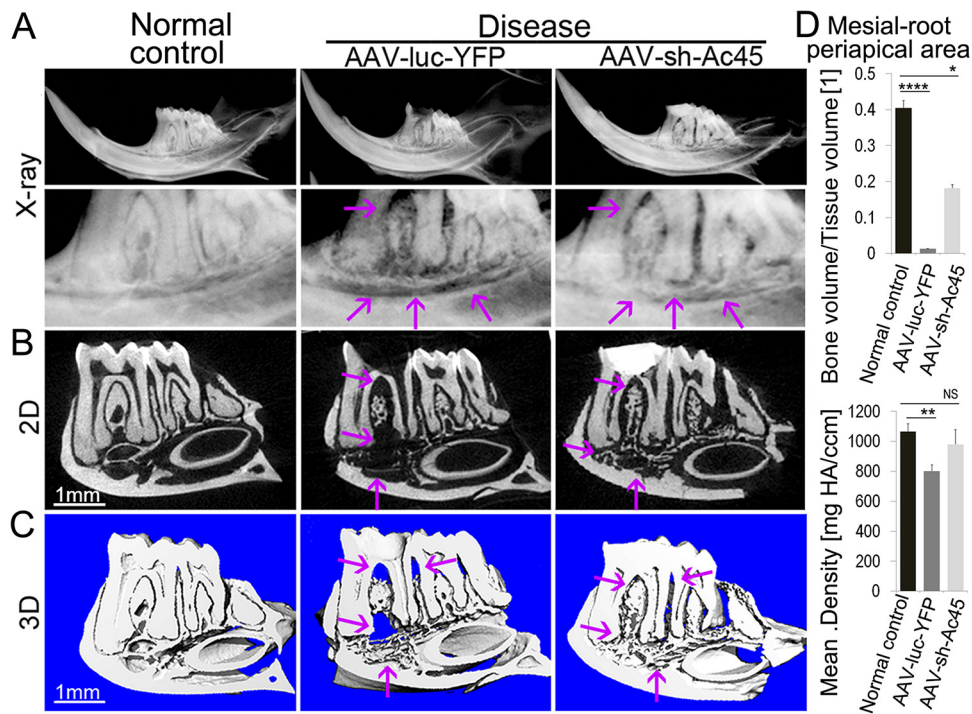 A
Normal
control
Disease
AAV-luc-YFP
AAV-sh-Ac45
X-ray
B
2D
1mm
C
3D
1mm
D Mesial-root
periapical area
Bone volume/Tissue volume [1]
0.5
0.4
0.3
0.2
0.1
0
****
*
Normal control
AAV-luc-YFP
AAV-sh-Ac45
Mean .Density [mg HA/ccm]
1200
1000
800
600
400
200
0
**
NS
Normal control
AAV-luc-YFP
AAV-sh-Ac45